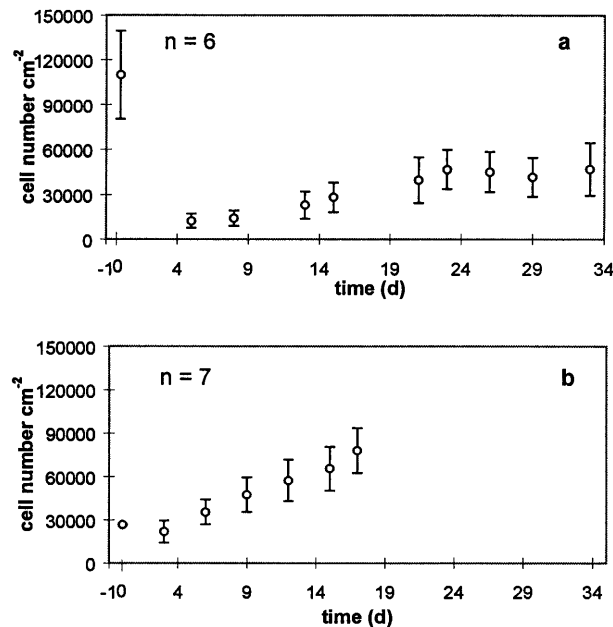 150000
n = 6
a
120000
90000
60000
30000
0
cell number cm-2
-10 4 9 14 19 24 29 34
time (d)
150000
n = 7
b
120000
90000
60000
30000
0
cell number cm-2
-10 4 9 14 19 24 29 34
time (d)